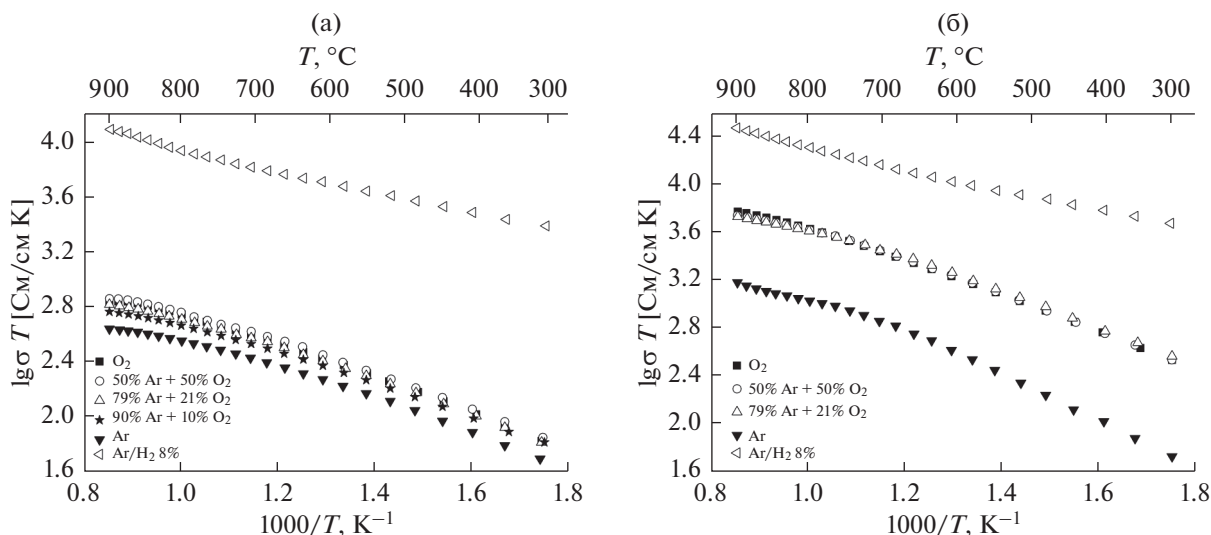 (а)
T, °C
900 800 700 600 500 400 300
4.0
3.6
3.2
2.8
2.4
2.0
1.6
lgσ T [См/см K]
O2
50% Ar + 50% O2
79% Ar + 21% O2
90% Ar + 10% O2
Ar
Ar/H2 8%
0.8 1.0 1.2 1.4 1.6 1.8
1000/T, K−1
(б)
T, °C
900 800 700 600 500 400 300
4.4
4.0
3.6
3.2
2.8
2.4
2.0
1.6
lgσ T [См/см K]
O2
50% Ar + 50% O2
79% Ar + 21% O2
Ar
Ar/H2 8%
0.8 1.0 1.2 1.4 1.6 1.8
1000/T, K−1